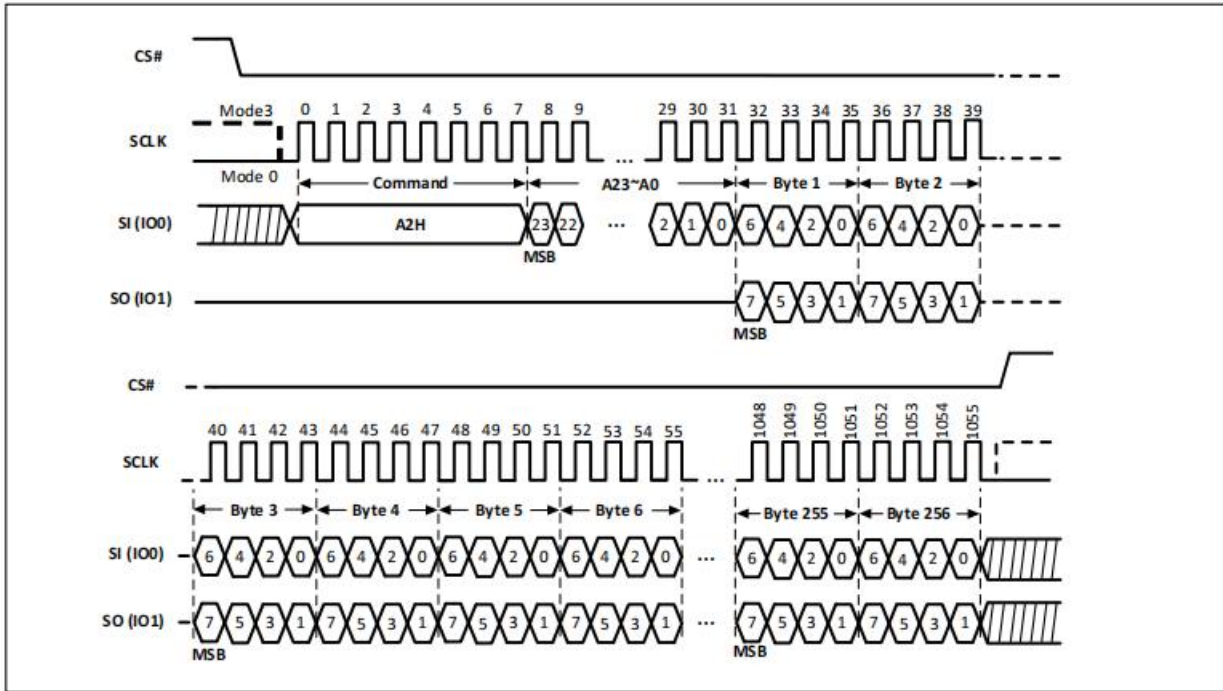 CS#
Mode3 0 1 2 3 4 5 6 7 8 9 29 30 31 32 33 34 35 36 37 38 39
SCLK
...
Mode 0 Command A23~A0 Byte 1 Byte 2
SI (IO0) A2H 23 22 ... 2 1 0 6 4 2 0 6 4 2 0
MSB
SO (IO1) 7 5 3 1 7 5 3 1
MSB
CS#
40 41 42 43 44 45 46 47 48 49 50 51 52 53 54 55 1048 1049 1050 1051 1052 1053 1054 1055
SCLK
...
Byte 3 Byte 4 Byte 5 Byte 6 Byte 255 Byte 256
SI (IO0) 6 4 2 0 6 4 2 0 6 4 2 0 6 4 2 0 ... 6 4 2 0 6 4 2 0
SO (IO1) 7 5 3 1 7 5 3 1 7 5 3 1 7 5 3 1 ... 7 5 3 1 7 5 3 1
MSB MSB